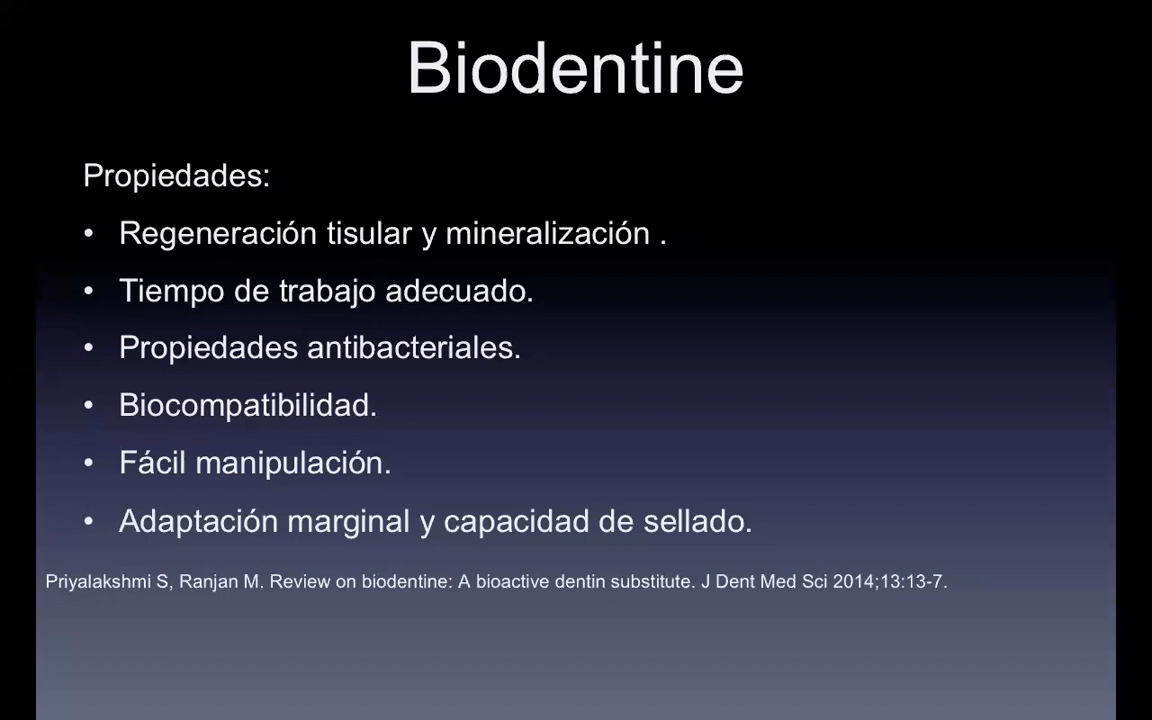 Biodentine
Propiedades:
• Regeneración tisular y mineralización .
• Tiempo de trabajo adecuado.
• Propiedades antibacteriales.
• Biocompatibilidad.
• Fácil manipulación.
• Adaptación marginal y capacidad de sellado.
Priyalakshmi S, Ranjan M. Review on biodentine: A bioactive dentin substitute. J Dent Med Sci 2014;13:13-7.